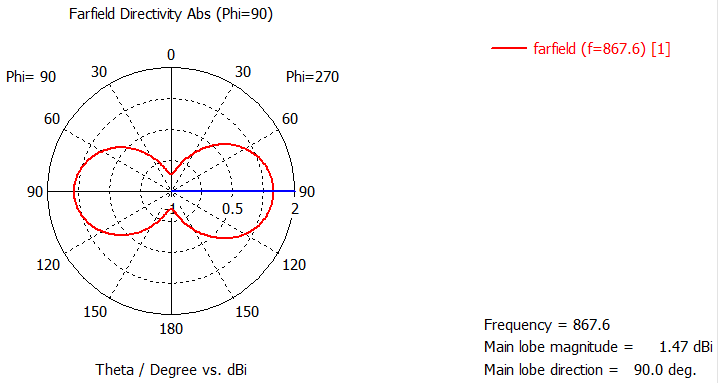 Farfield Directivity Abs (Phi=90)
farfield (f=867.6) [1]
0
30
30
Phi= 90
Phi=270
60
60
90
90
-1
0.5
2
120
120
150
150
180
Theta / Degree vs. dBi
Frequency = 867.6
Main lobe magnitude = 1.47 dBi
Main lobe direction = 90.0 deg.